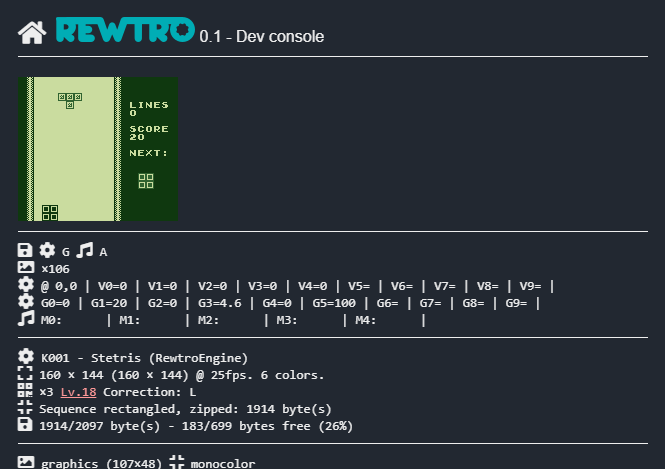 REWTRO 0.1 - Dev console
LINES
0
SCORE
20
NEXT:
G A
x106
@ 0,0 | V0=0 | V1=0 | V2=0 | V3=0 | V4=0 | V5= | V6= | V7= | V8= | V9= |
G0=0 | G1=20 | G2=0 | G3=4.6 | G4=0 | G5=100 | G6= | G7= | G8= | G9= |
M0: | M1: | M2: | M3: | M4: |
K001 - Stetris (RewtroEngine)
160 × 144 (160 × 144) @ 25fps. 6 colors.
×3 Lv.18 Correction: L
Sequence rectangled, zipped: 1914 byte(s)
1914/2097 byte(s) - 183/699 bytes free (26%)
graphics (107×48) monocolor